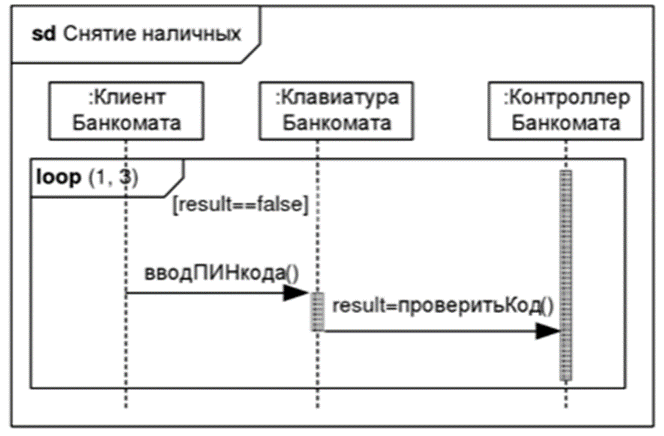 sd Снятие наличных
:Клиент
Банкомата
:Клавиатура
Банкомата
:Контроллер
Банкомата
loop (1, 3)
[result==false]
вводПИНкода()
result=проверитьКод()